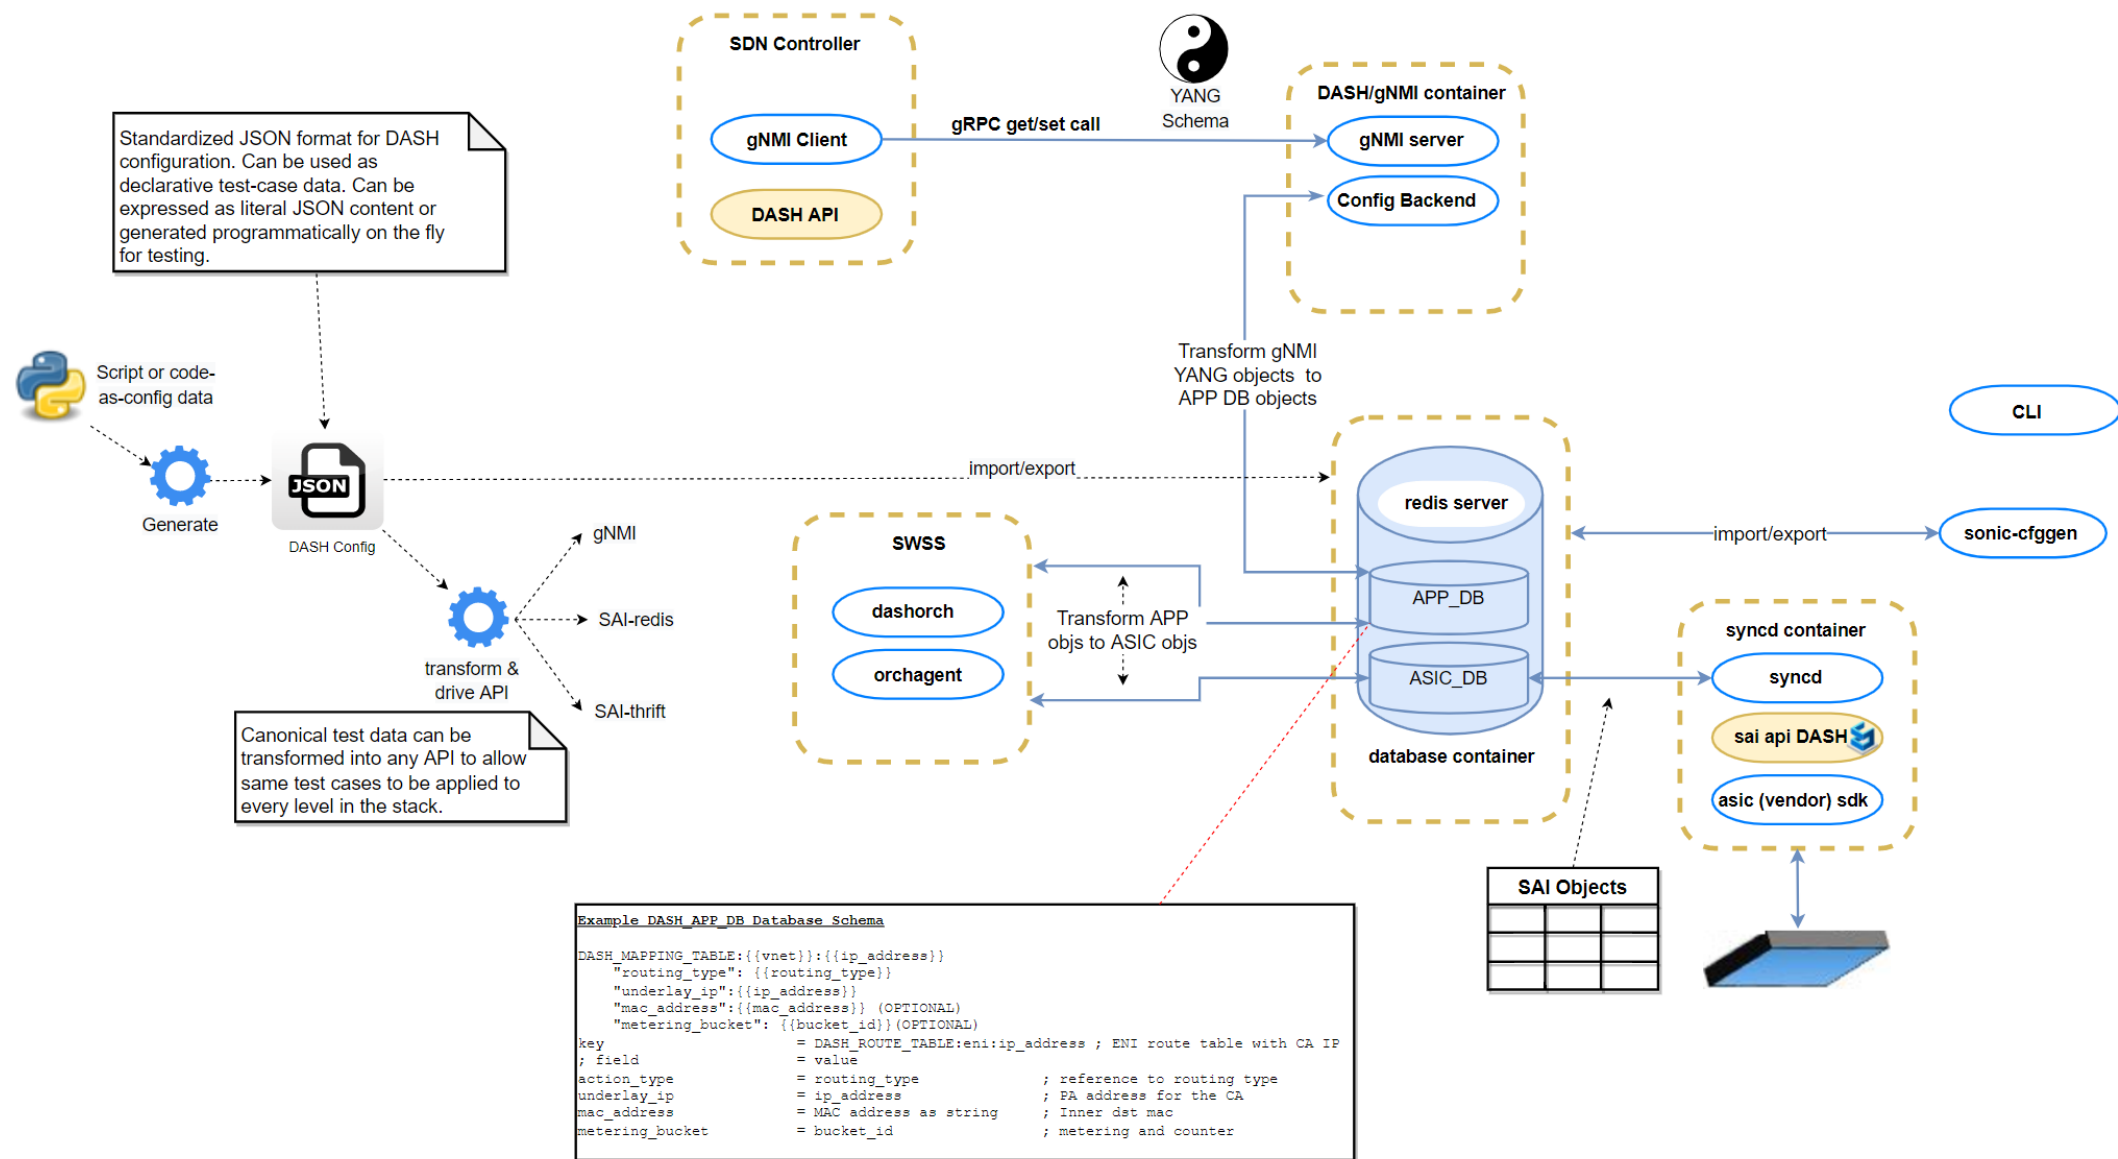 SDN Controller
gNMI Client
DASH API
gRPC get/set call
YANG
Schema
DASH/gNMI container
gNMI server
Config Backend
Standardized JSON format for DASH
configuration. Can be used as
declarative test-case data. Can be
expressed as literal JSON content or
generated programmatically on the fly
for testing.
Script or code-
as-config data
Generate
JSON
DASH Config
import/export
Transform gNMI
YANG objects to
APP DB objects
CLI
gNMI
SAI-redis
SAI-thrift
transform &
drive API
Canonical test data can be
transformed into any API to allow
same test cases to be applied to
every level in the stack.
SWSS
dashorch
orchagent
Transform APP
objs to ASIC objs
redis server
APP_DB
ASIC_DB
database container
import/export
sonic-cfggen
syncd container
syncd
sai api DASH
asic (vendor) sdk
SAI Objects
Example DASH_APP_DB Database Schema
DASH_MAPPING_TABLE:{{vnet}}:{{ip_address}}
"routing_type": {{routing_type}}
"underlay_ip":{{ip_address}}
"mac_address":{{mac_address}} (OPTIONAL)
"metering_bucket": {{bucket_id}}(OPTIONAL)
key = DASH_ROUTE_TABLE:eni:ip_address ; ENI route table with CA IP
; field = value
action_type = routing_type ; reference to routing type
underlay_ip = ip_address ; PA address for the CA
mac_address = MAC address as string ; Inner dst mac
metering_bucket = bucket_id ; metering and counter